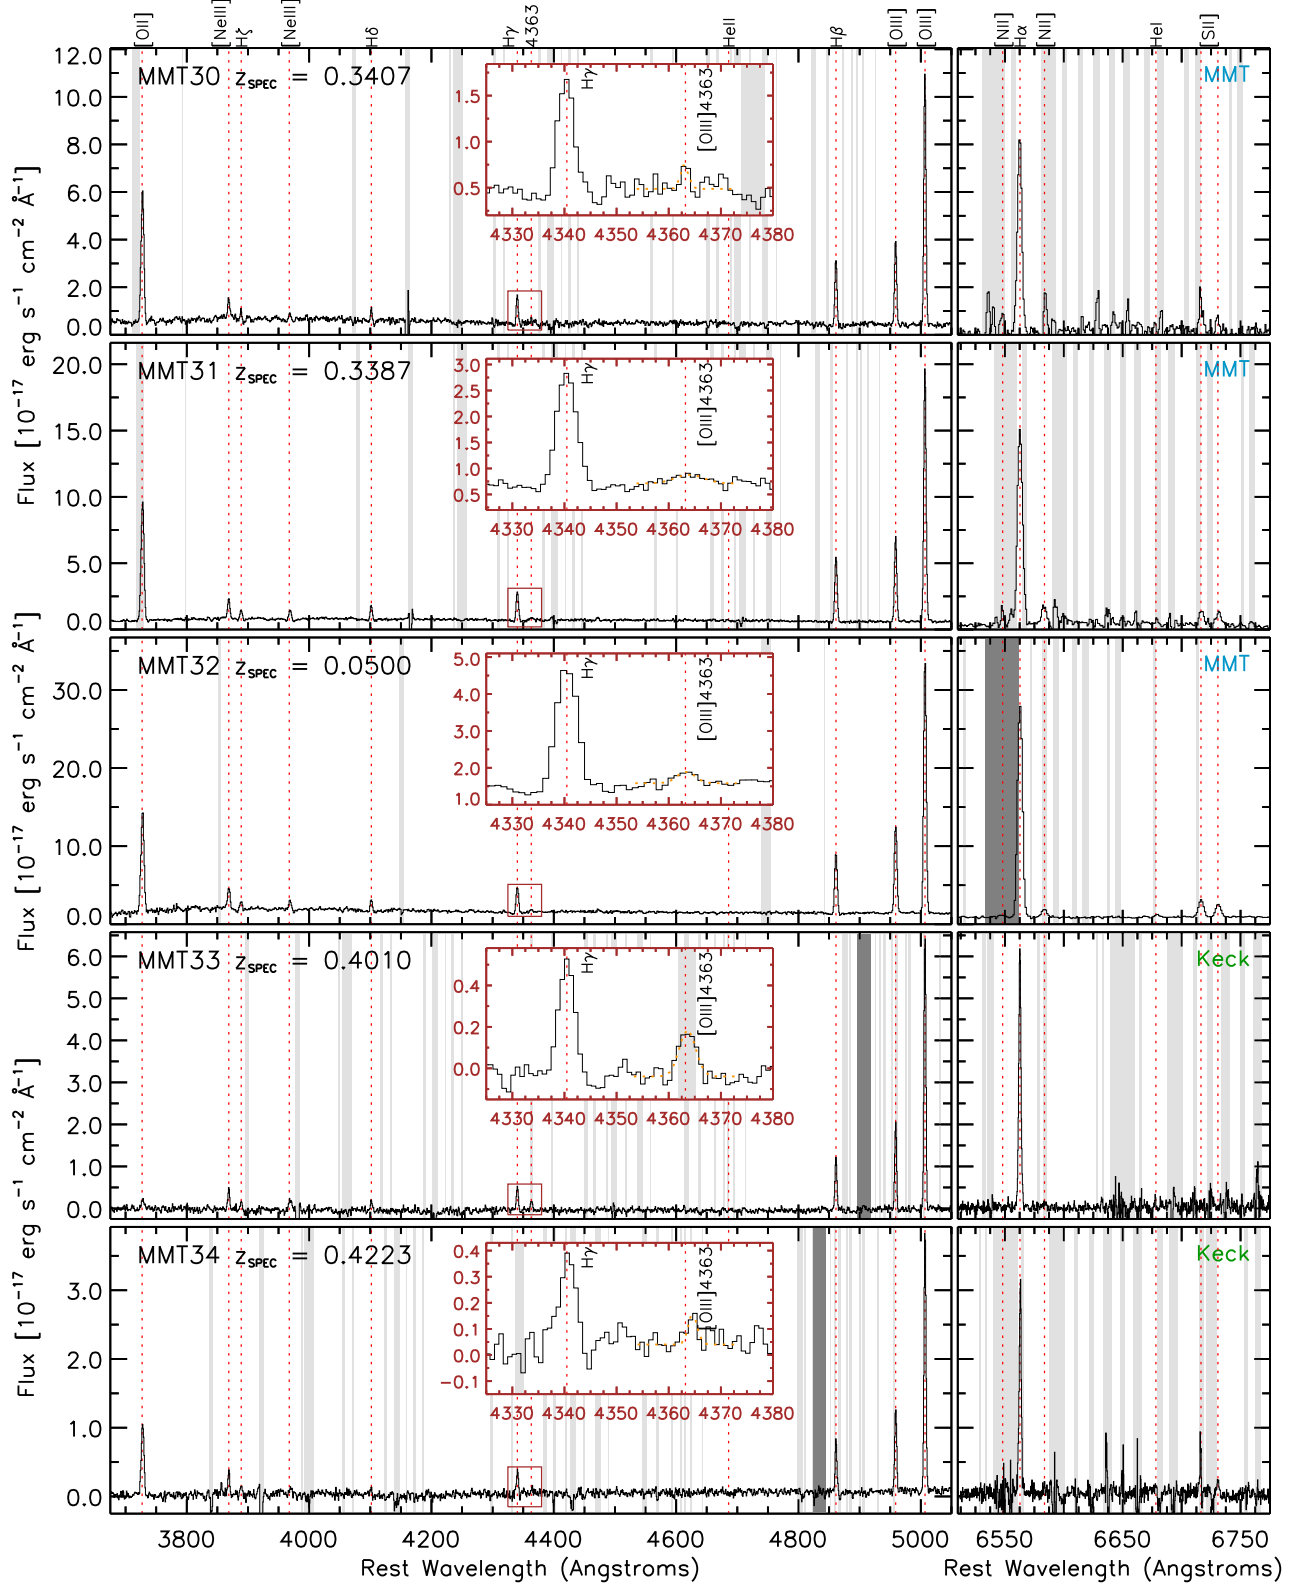 [OII] [NeIII] Hζ [NeIII] Hδ Hγ 4363 HeII Hβ [OIII] [OIII] [NII] Hα [NII] HeI [SII]
MMT30 zSPEC = 0.3407
MMT
12.0
10.0
8.0
6.0
4.0
2.0
0.0
Hγ
[OIII]4363
1.5
1.0
0.5
4330 4340 4350 4360 4370 4380
Flux [10⁻¹⁷ erg s⁻¹ cm⁻² Å⁻¹]
MMT31 zSPEC = 0.3387
MMT
20.0
15.0
10.0
5.0
0.0
Hγ
[OIII]4363
3.0
2.5
2.0
1.5
1.0
0.5
4330 4340 4350 4360 4370 4380
MMT32 zSPEC = 0.0500
MMT
30.0
20.0
10.0
0.0
Hγ
[OIII]4363
5.0
4.0
3.0
2.0
1.0
4330 4340 4350 4360 4370 4380
Flux [10⁻¹⁷ erg s⁻¹ cm⁻² Å⁻¹]
MMT33 zSPEC = 0.4010
Keck
6.0
5.0
4.0
3.0
2.0
1.0
0.0
Hγ
[OIII]4363
0.4
0.2
0.0
4330 4340 4350 4360 4370 4380
Flux [10⁻¹⁷ erg s⁻¹ cm⁻² Å⁻¹]
MMT34 zSPEC = 0.4223
Keck
3.0
2.0
1.0
0.0
Hγ
[OIII]4363
0.4
0.3
0.2
0.1
0.0
−0.1
4330 4340 4350 4360 4370 4380
3800 4000 4200 4400 4600 4800 5000 6550 6650 6750
Rest Wavelength (Angstroms) Rest Wavelength (Angstroms)